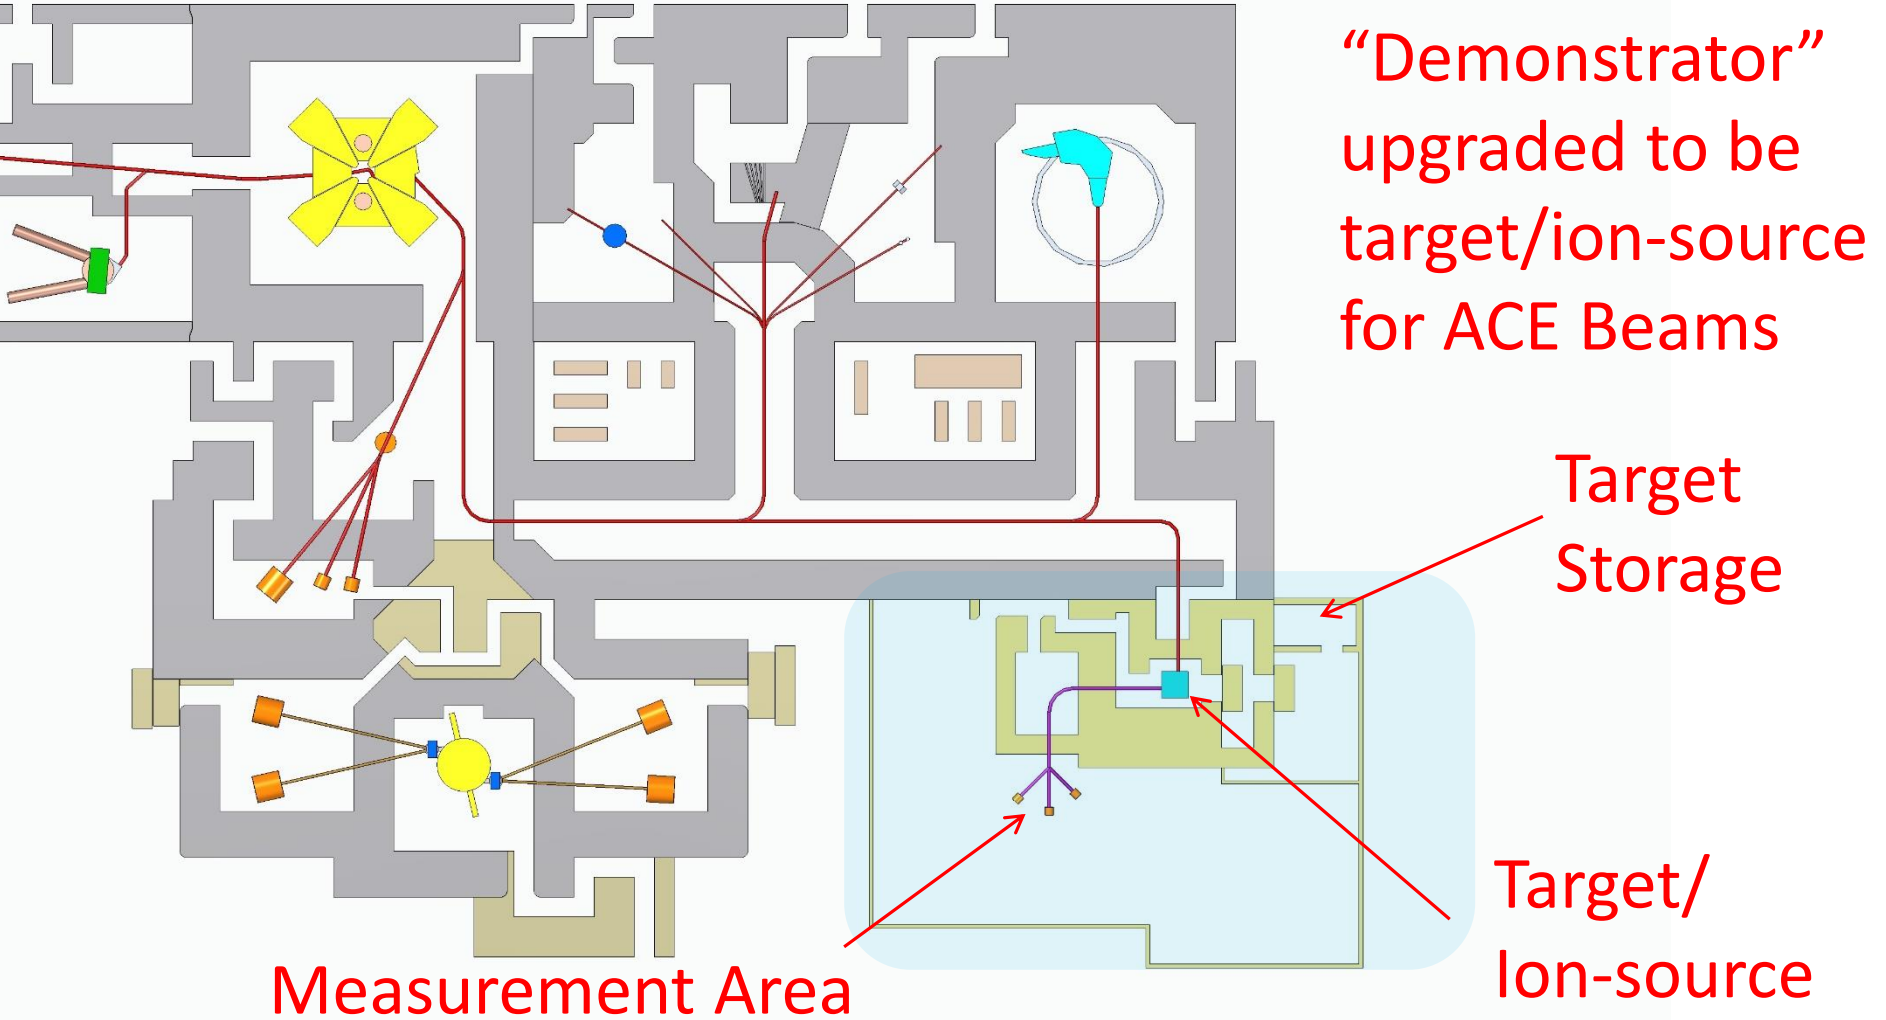 “Demonstrator”
upgraded to be
target/ion-source
for ACE Beams
Target
Storage
Target/
Ion-source
Measurement Area